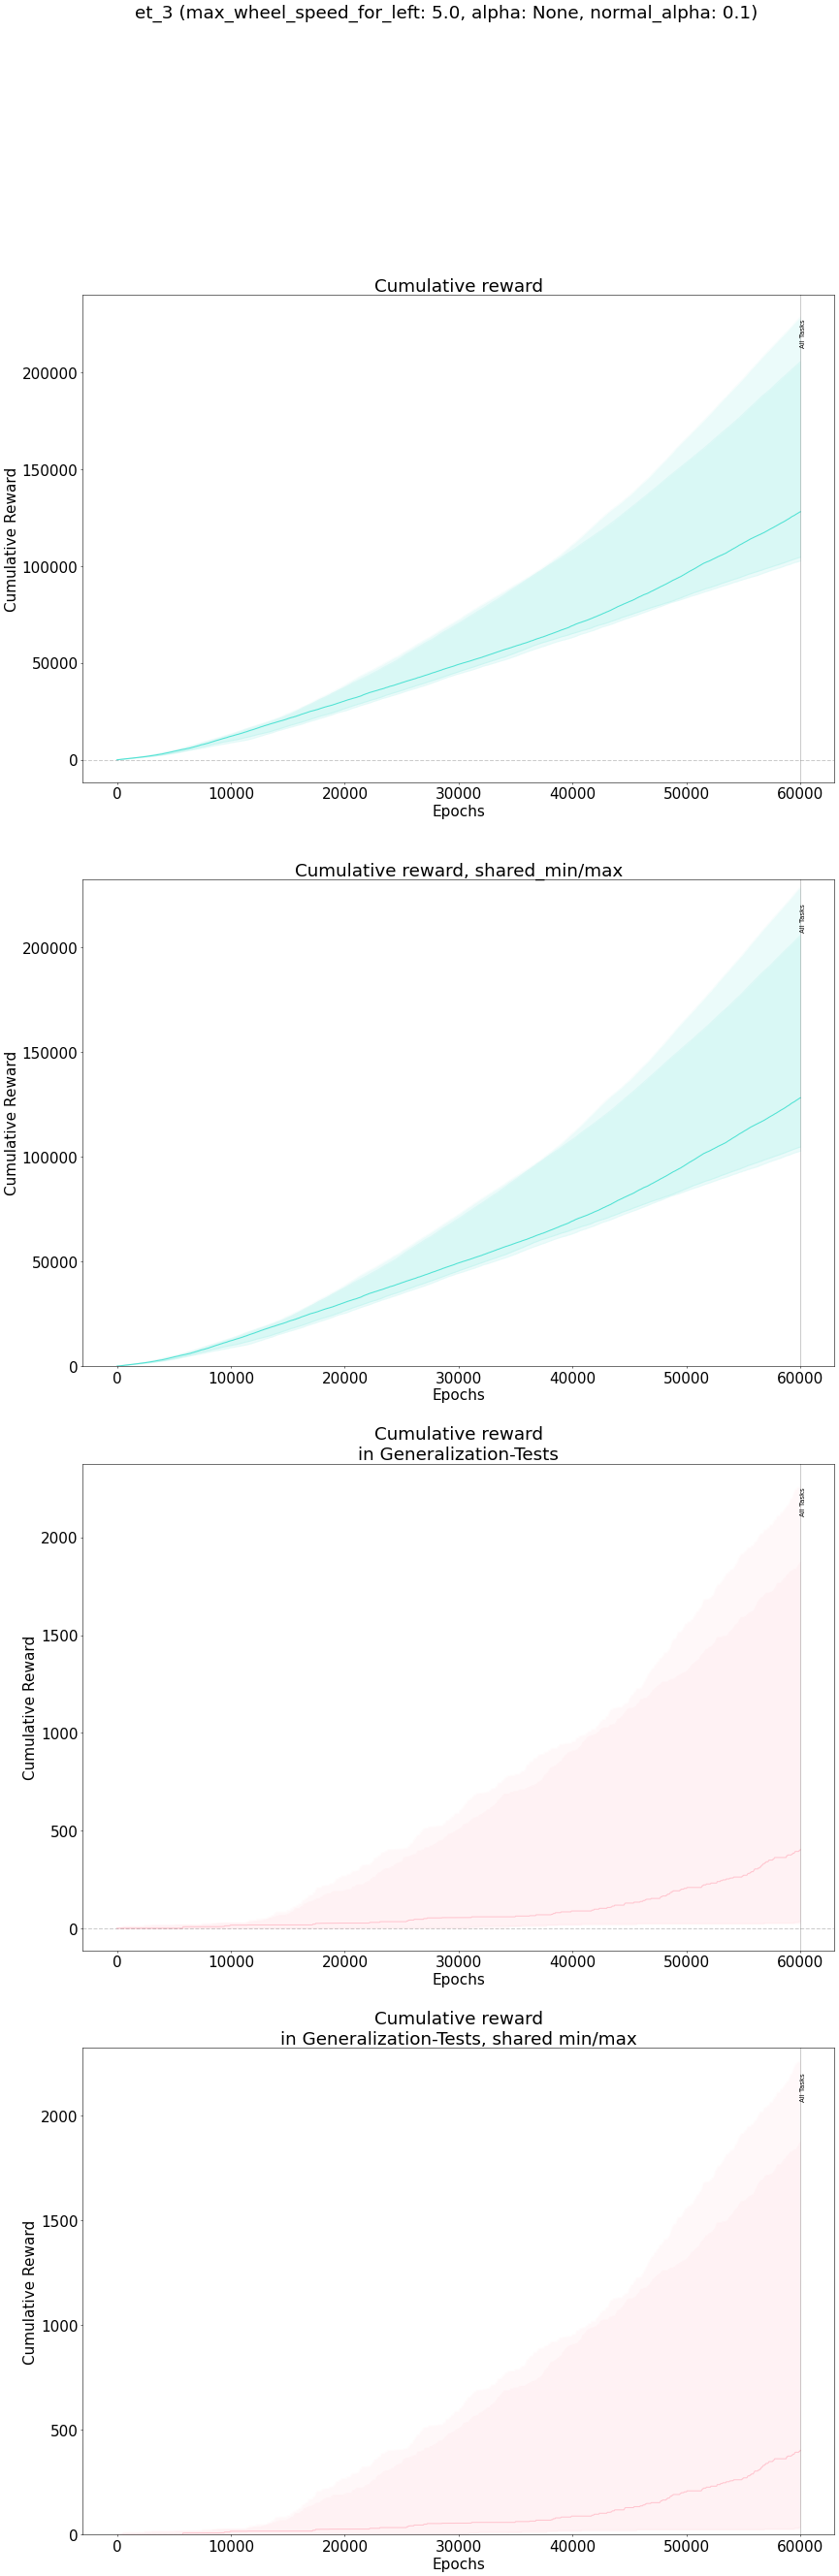 et_3 (max_wheel_speed_for_left: 5.0, alpha: None, normal_alpha: 0.1)
Cumulative reward
All Tasks
200000
150000
100000
50000
0
Cumulative Reward
0 10000 20000 30000 40000 50000 60000
Epochs
Cumulative reward, shared_min/max
All Tasks
200000
150000
100000
50000
0
Cumulative Reward
0 10000 20000 30000 40000 50000 60000
Epochs
Cumulative reward
in Generalization-Tests
All Tasks
2000
1500
1000
500
0
Cumulative Reward
0 10000 20000 30000 40000 50000 60000
Epochs
Cumulative reward
in Generalization-Tests, shared min/max
All Tasks
2000
1500
1000
500
0
Cumulative Reward
0 10000 20000 30000 40000 50000 60000
Epochs